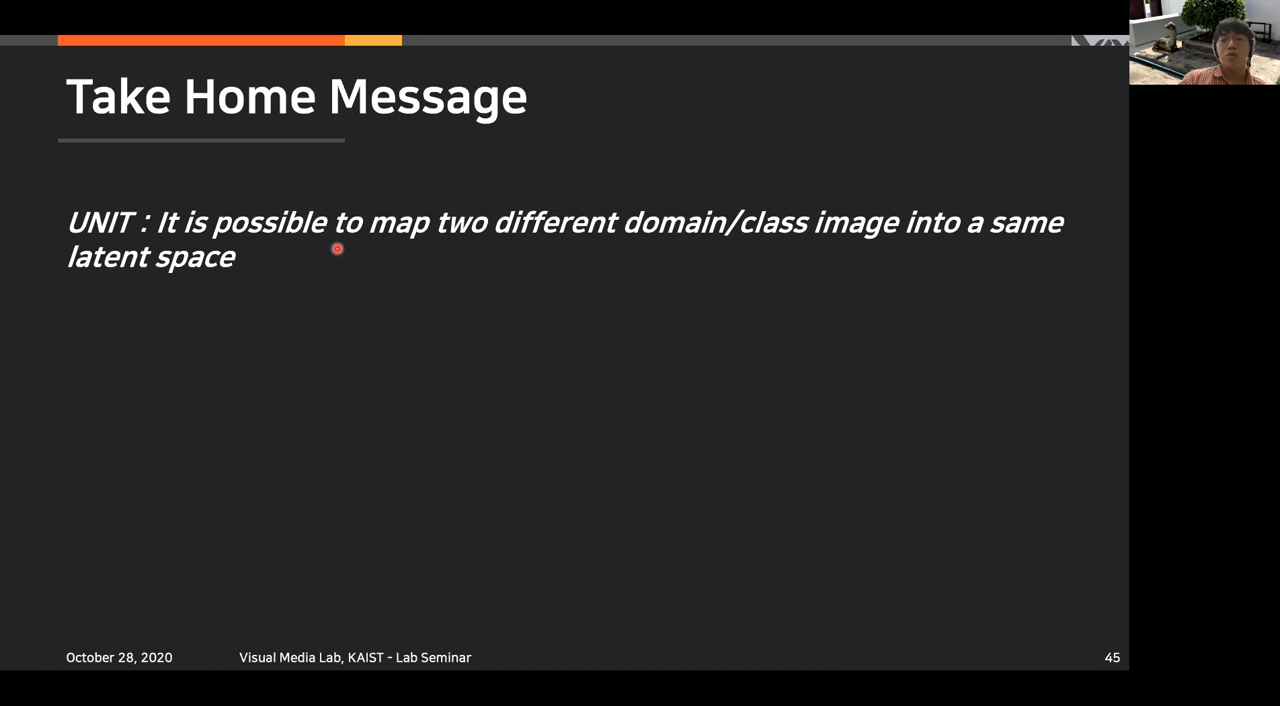 Take Home Message
UNIT : It is possible to map two different domain/class image into a same
latent space
October 28, 2020 Visual Media Lab, KAIST - Lab Seminar 45